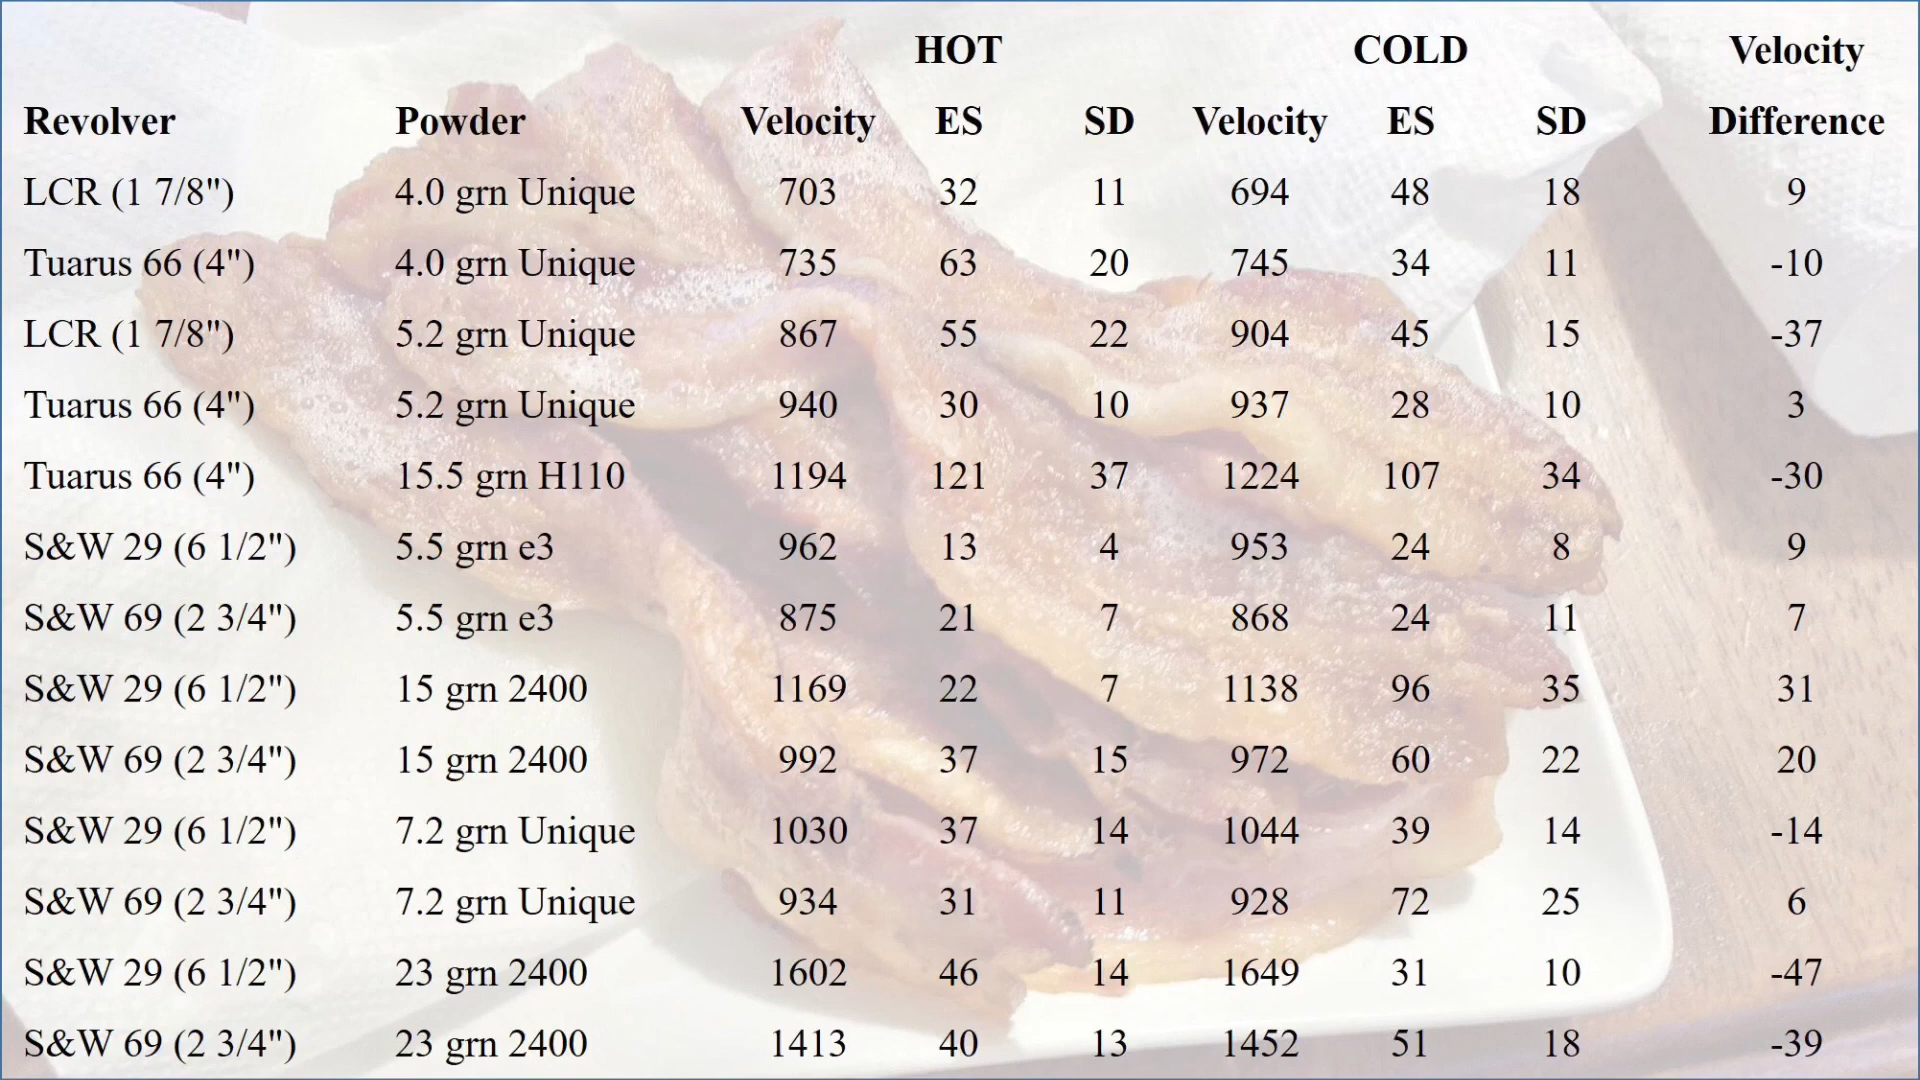 HOT COLD Velocity
Revolver Powder Velocity ES SD Velocity ES SD Difference
LCR (1 7/8") 4.0 grn Unique 703 32 11 694 48 18 9
Tuarus 66 (4") 4.0 grn Unique 735 63 20 745 34 11 -10
LCR (1 7/8") 5.2 grn Unique 867 55 22 904 45 15 -37
Tuarus 66 (4") 5.2 grn Unique 940 30 10 937 28 10 3
Tuarus 66 (4") 15.5 grn H110 1194 121 37 1224 107 34 -30
S&W 29 (6 1/2") 5.5 grn e3 962 13 4 953 24 8 9
S&W 69 (2 3/4") 5.5 grn e3 875 21 7 868 24 11 7
S&W 29 (6 1/2") 15 grn 2400 1169 22 7 1138 96 35 31
S&W 69 (2 3/4") 15 grn 2400 992 37 15 972 60 22 20
S&W 29 (6 1/2") 7.2 grn Unique 1030 37 14 1044 39 14 -14
S&W 69 (2 3/4") 7.2 grn Unique 934 31 11 928 72 25 6
S&W 29 (6 1/2") 23 grn 2400 1602 46 14 1649 31 10 -47
S&W 69 (2 3/4") 23 grn 2400 1413 40 13 1452 51 18 -39